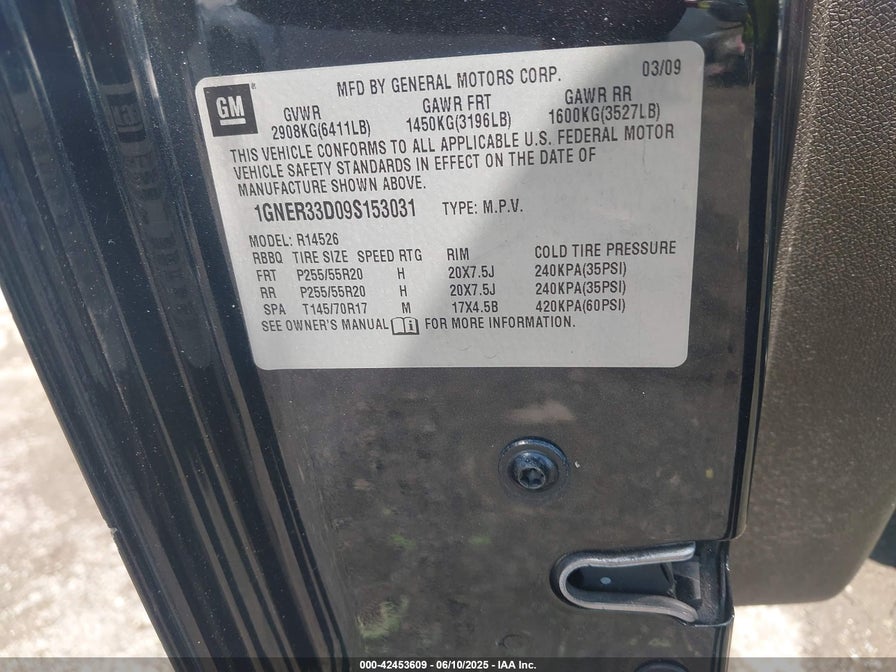 GM®
MFD BY GENERAL MOTORS CORP. 03/09
GVWR GAWR FRT GAWR RR
2908KG(6411LB) 1450KG(3196LB) 1600KG(3527LB)
THIS VEHICLE CONFORMS TO ALL APPLICABLE U.S. FEDERAL MOTOR
VEHICLE SAFETY STANDARDS IN EFFECT ON THE DATE OF
MANUFACTURE SHOWN ABOVE.
1GNER33D09S153031 TYPE: M.P.V.
MODEL: R14526
RBBQ TIRE SIZE SPEED RTG RIM COLD TIRE PRESSURE
FRT P255/55R20 H 20X7.5J 240KPA(35PSI)
RR P255/55R20 H 20X7.5J 240KPA(35PSI)
SPA T145/70R17 M 17X4.5B 420KPA(60PSI)
SEE OWNER'S MANUAL FOR MORE INFORMATION.
000-42453609 - 06/10/2025 - IAA Inc.